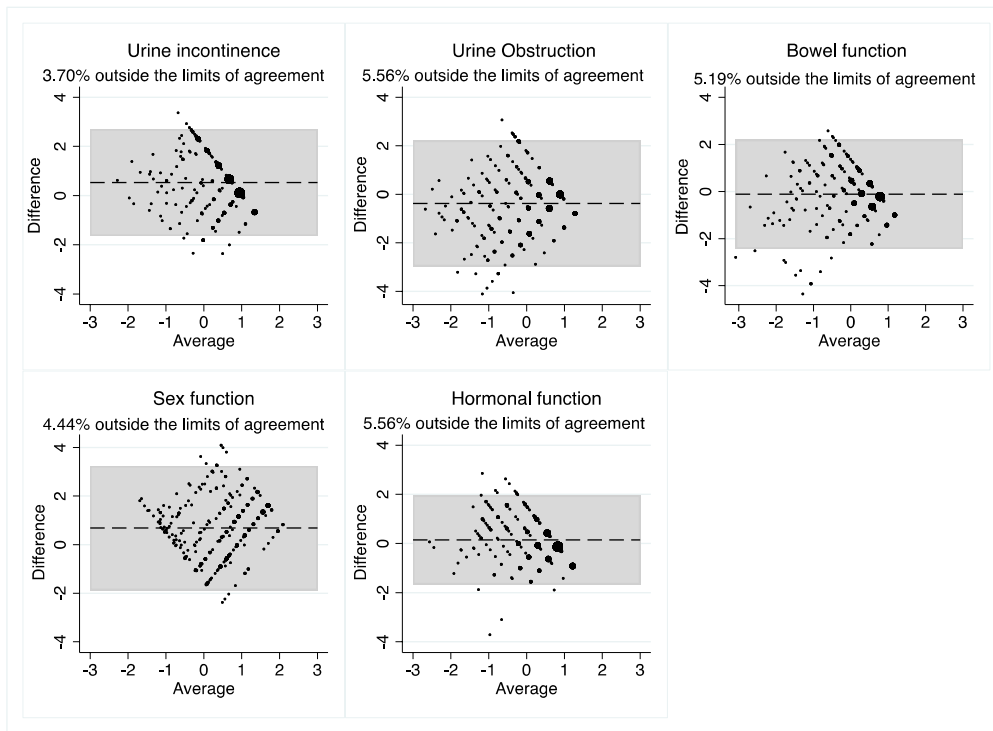 Urine incontinence
3.70% outside the limits of agreement
4
2
0
-2
-4
Difference
-3 -2 -1 0 1 2 3
Average
Urine Obstruction
5.56% outside the limits of agreement
4
2
0
-2
-4
Difference
-3 -2 -1 0 1 2 3
Average
Bowel function
5.19% outside the limits of agreement
4
2
0
-2
-4
Difference
-3 -2 -1 0 1 2 3
Average
Sex function
4.44% outside the limits of agreement
4
2
0
-2
-4
Difference
-3 -2 -1 0 1 2 3
Average
Hormonal function
5.56% outside the limits of agreement
4
2
0
-2
-4
Difference
-3 -2 -1 0 1 2 3
Average